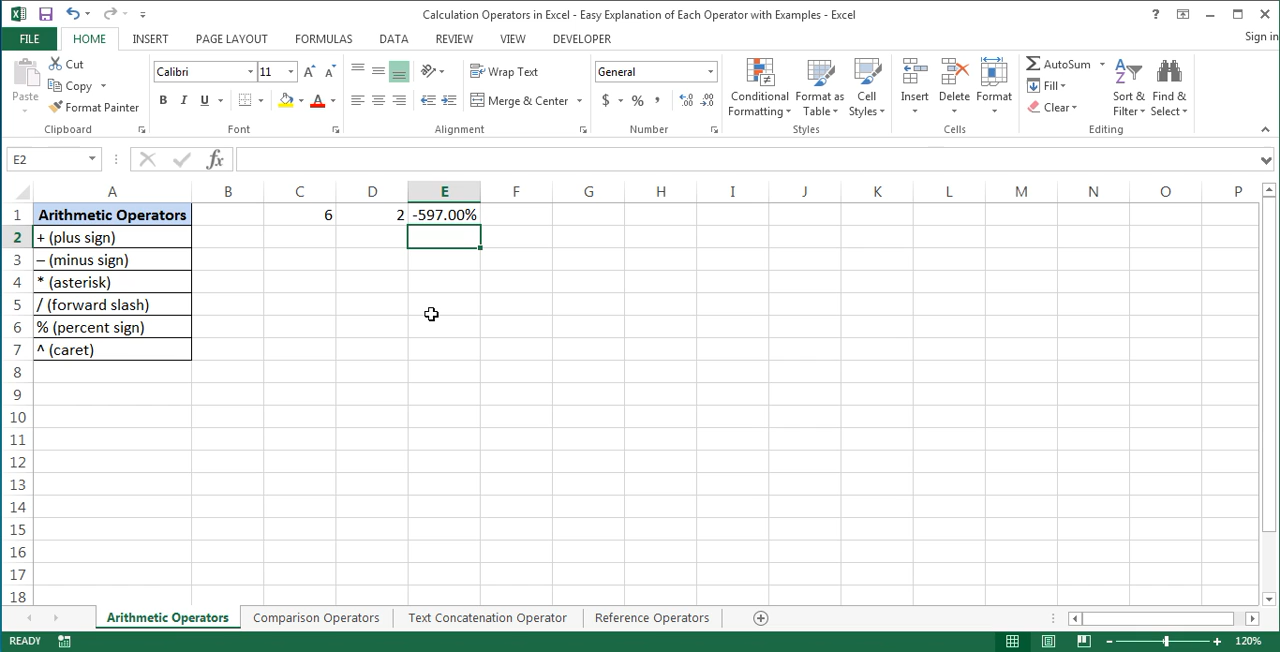 Calculation Operators in Excel - Easy Explanation of Each Operator with Examples - Excel
FILE HOME INSERT PAGE LAYOUT FORMULAS DATA REVIEW VIEW DEVELOPER Sign in
Cut
Copy
Format Painter
Paste
Clipboard
Calibri 11
B I U
Font
Wrap Text
Merge & Center
Alignment
General
$ % ,
Number
Conditional Formatting
Format as Table
Cell Styles
Styles
Insert Delete Format
Cells
AutoSum
Fill
Clear
Sort & Filter
Find & Select
Editing
E2 fx
A B C D E F G H I J K L M N O P
1 Arithmetic Operators 6 2 -597.00%
2 + (plus sign)
3 – (minus sign)
4 * (asterisk)
5 / (forward slash)
6 % (percent sign)
7 ^ (caret)
8
9
10
11
12
13
14
15
16
17
18
Arithmetic Operators Comparison Operators Text Concatenation Operator Reference Operators
READY 120%